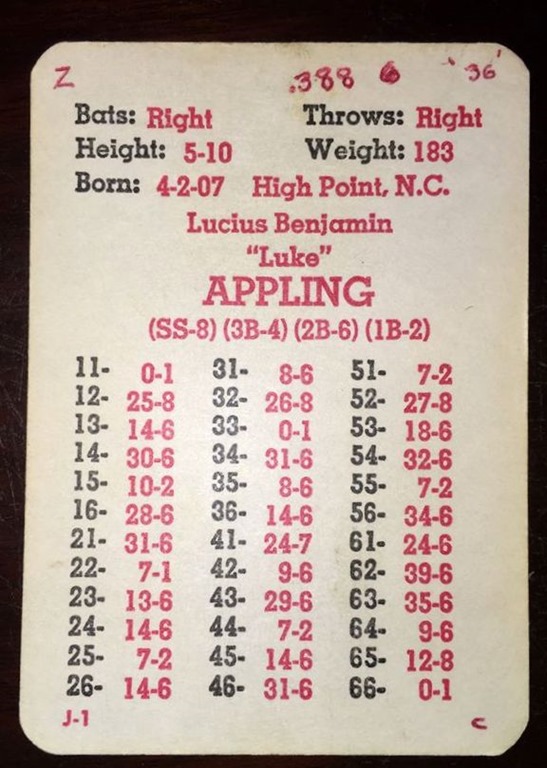 Z .388 6 '36'
Bats: Right Throws: Right
Height: 5-10 Weight: 183
Born: 4-2-07 High Point, N.C.
Lucius Benjamin
"Luke"
APPLING
(SS-8) (3B-4) (2B-6) (1B-2)
11- 0-1 31- 8-6 51- 7-2
12- 25-8 32- 26-8 52- 27-8
13- 14-6 33- 0-1 53- 18-6
14- 30-6 34- 31-6 54- 32-6
15- 10-2 35- 8-6 55- 7-2
16- 28-6 36- 14-6 56- 34-6
21- 31-6 41- 24-7 61- 24-6
22- 7-1 42- 9-6 62- 39-6
23- 13-6 43- 29-6 63- 35-6
24- 14-6 44- 7-2 64- 9-6
25- 7-2 45- 14-6 65- 12-8
26- 14-6 46- 31-6 66- 0-1
J-1 C